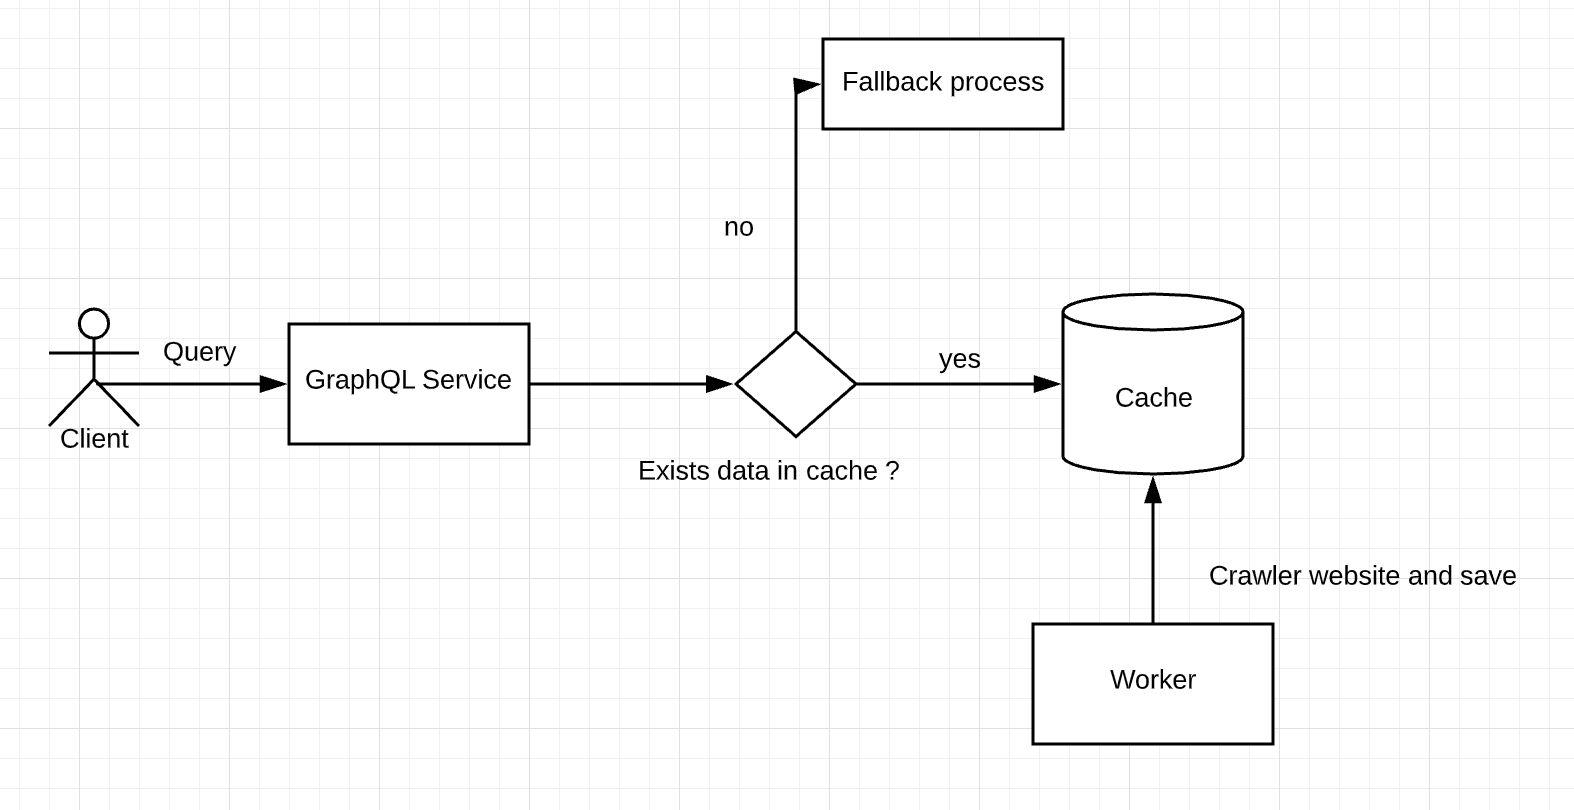 Fallback process
no
Query
yes
GraphQL Service
Cache
Client
Exists data in cache ?
Crawler website and save
Worker